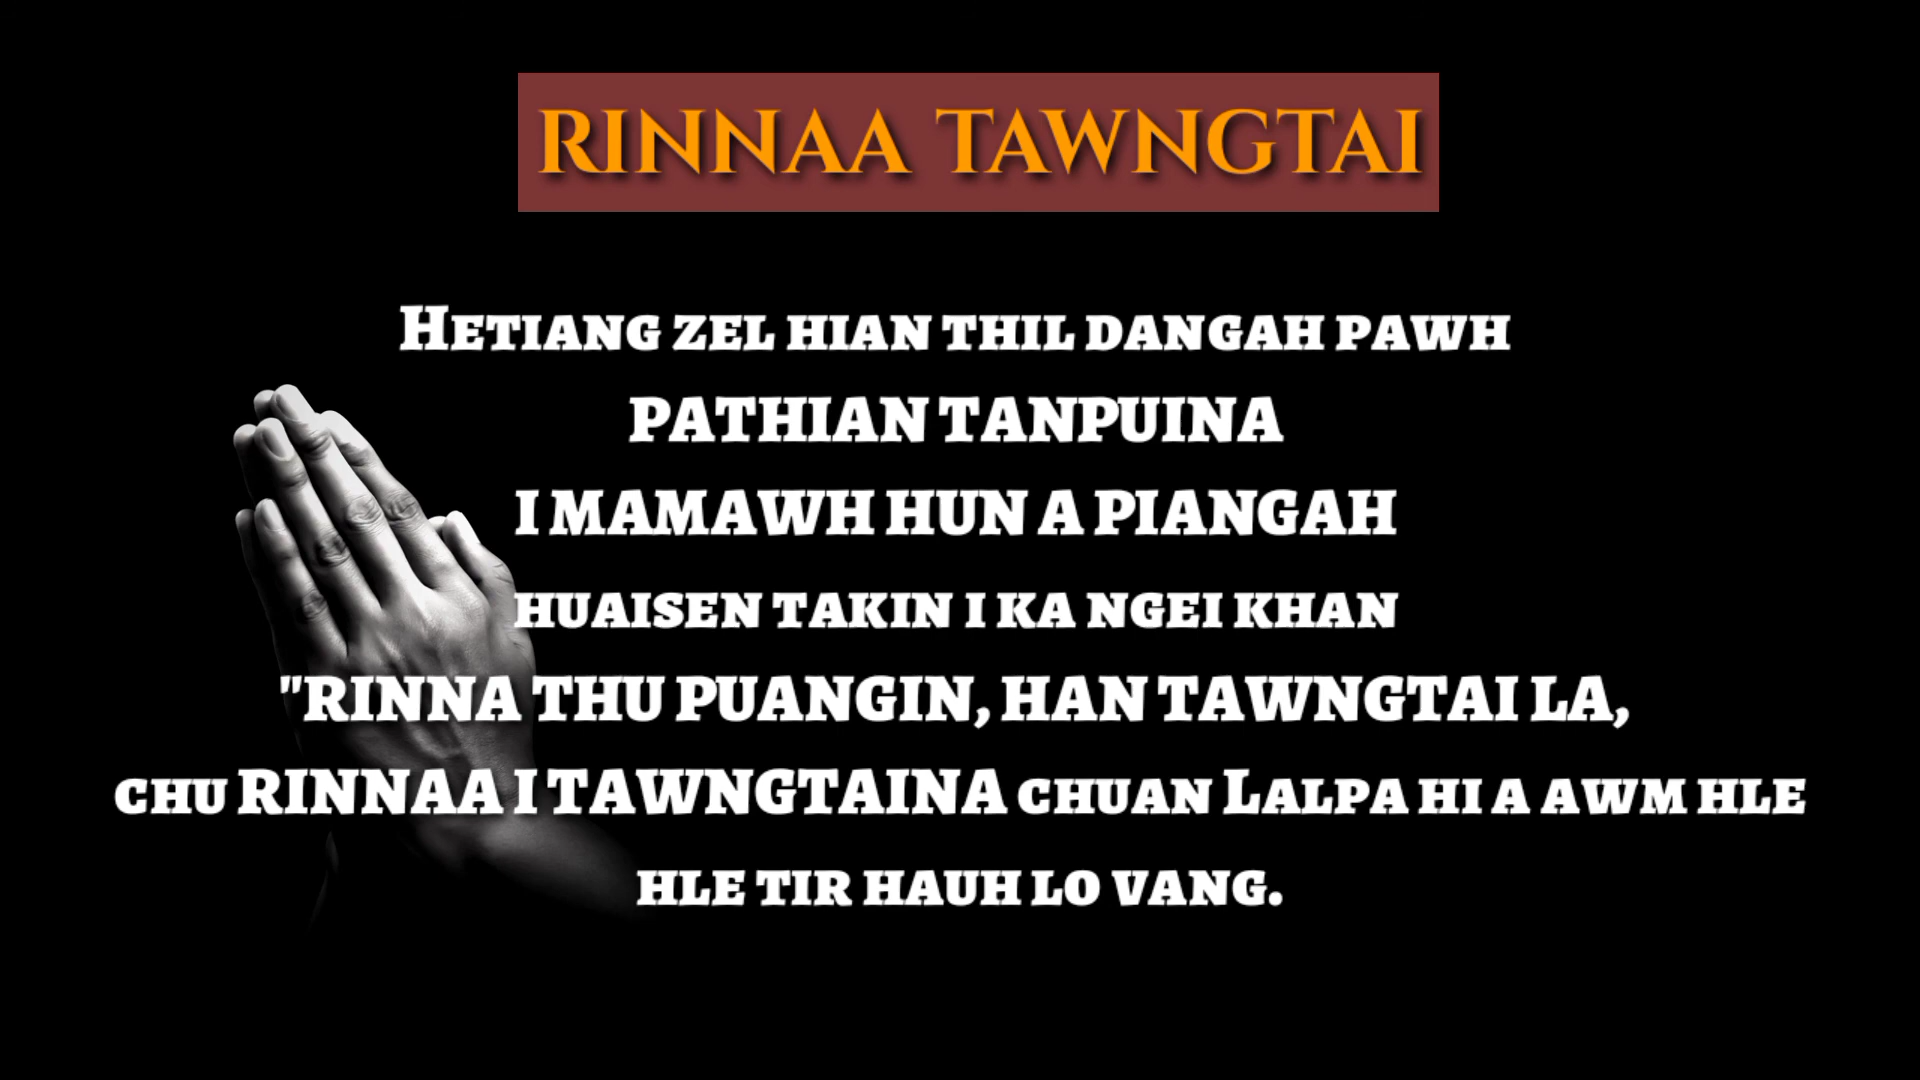 RINNAA TAWNGTAI
Hetiang zel hian thil dangah pawh
PATHIAN TANPUINA
I MAMAWH HUN A PIANGAH
huaisen takin i ka ngei khan
"RINNA THU PUANGIN, HAN TAWNGTAI LA,
chu RINNAA I TAWNGTAINA chuan Lalpa hi a awm hle
hle tir hauh lo vang.